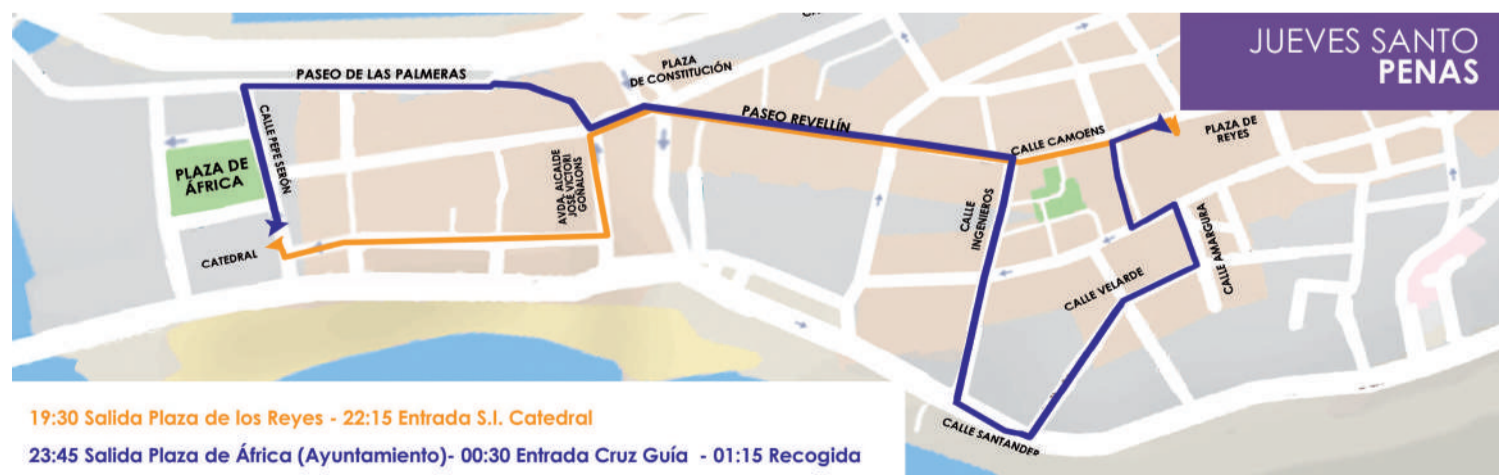 JUEVES SANTO
PENAS
PASEO DE LAS PALMERAS
PLAZA
DE CONSTITUCIÓN
CALLE PEPE SERÓN
PLAZA DE
ÁFRICA
CATEDRAL
AVDA. ALCALDE
JOSÉ VICTORI
GOÑALONS
PASEO REVELLÍN
CALLE CAMOENS
PLAZA DE
REYES
CALLE
INGENIEROS
CALLE AMARGURA
CALLE VELARDE
CALLE SANTANDER
19:30 Salida Plaza de los Reyes - 22:15 Entrada S.I. Catedral
23:45 Salida Plaza de África (Ayuntamiento)- 00:30 Entrada Cruz Guía - 01:15 Recogida